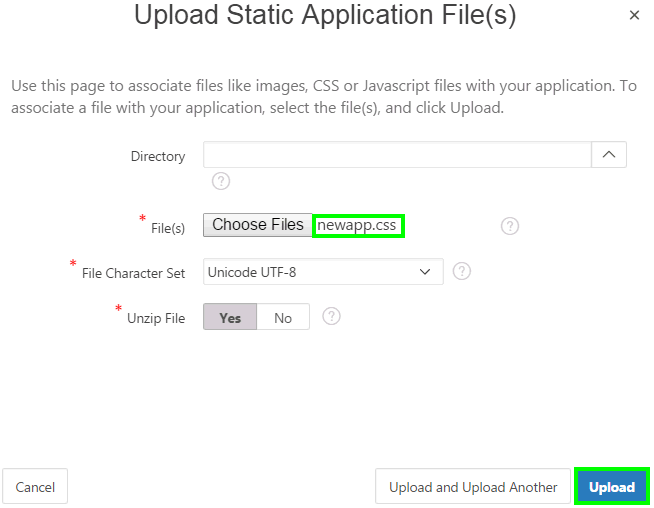 Upload Static Application File(s)
×
Use this page to associate files like images, CSS or Javascript files with your application. To
associate a file with your application, select the file(s), and click Upload.
Directory
?
* File(s) Choose Files newapp.css ?
* File Character Set Unicode UTF-8 ?
* Unzip File Yes No ?
Cancel Upload and Upload Another Upload